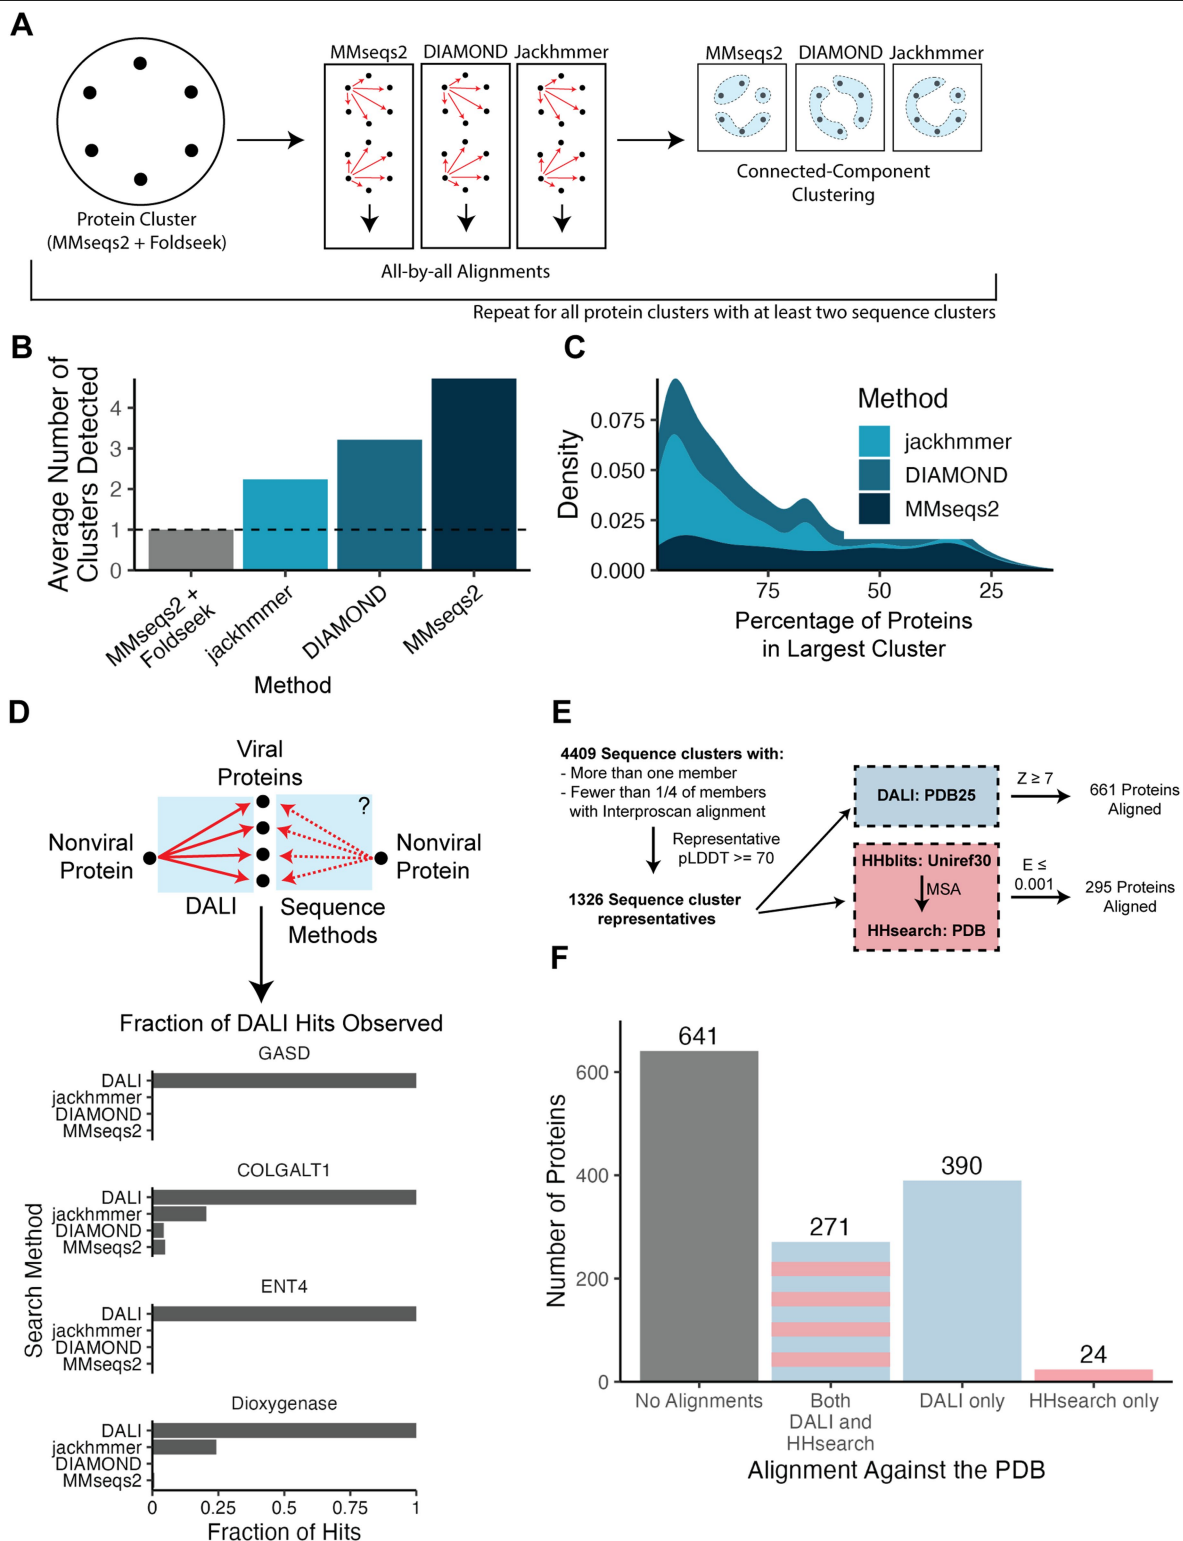 A
MMseqs2 DIAMOND Jackhmmer
MMseqs2 DIAMOND Jackhmmer
Protein Cluster
(MMseqs2 + Foldseek)
All-by-all Alignments
Connected-Component
Clustering
Repeat for all protein clusters with at least two sequence clusters
B
Average Number of
Clusters Detected
4
3
2
1
0
MMseqs2 +
Foldseek
jackhmmer
DIAMOND
MMseqs2
Method
C
Density
0.075
0.050
0.025
0.000
75
50
25
Percentage of Proteins
in Largest Cluster
Method
jackhmmer
DIAMOND
MMseqs2
D
Viral
Proteins
?
Nonviral
Protein
Nonviral
Protein
DALI
Sequence
Methods
Fraction of DALI Hits Observed
Search Method
GASD
DALI
jackhmmer
DIAMOND
MMseqs2
COLGALT1
DALI
jackhmmer
DIAMOND
MMseqs2
ENT4
DALI
jackhmmer
DIAMOND
MMseqs2
Dioxygenase
DALI
jackhmmer
DIAMOND
MMseqs2
0 0.25 0.5 0.75 1
Fraction of Hits
E
4409 Sequence clusters with:
- More than one member
- Fewer than 1/4 of members
with Interproscan alignment
Representative
pLDDT >= 70
1326 Sequence cluster
representatives
DALI: PDB25
Z ≥ 7
661 Proteins
Aligned
HHblits: Uniref30
MSA
HHsearch: PDB
E ≤
0.001
295 Proteins
Aligned
F
Number of Proteins
600
400
200
0
641
271
390
24
No Alignments
Both
DALI and
HHsearch
DALI only
HHsearch only
Alignment Against the PDB